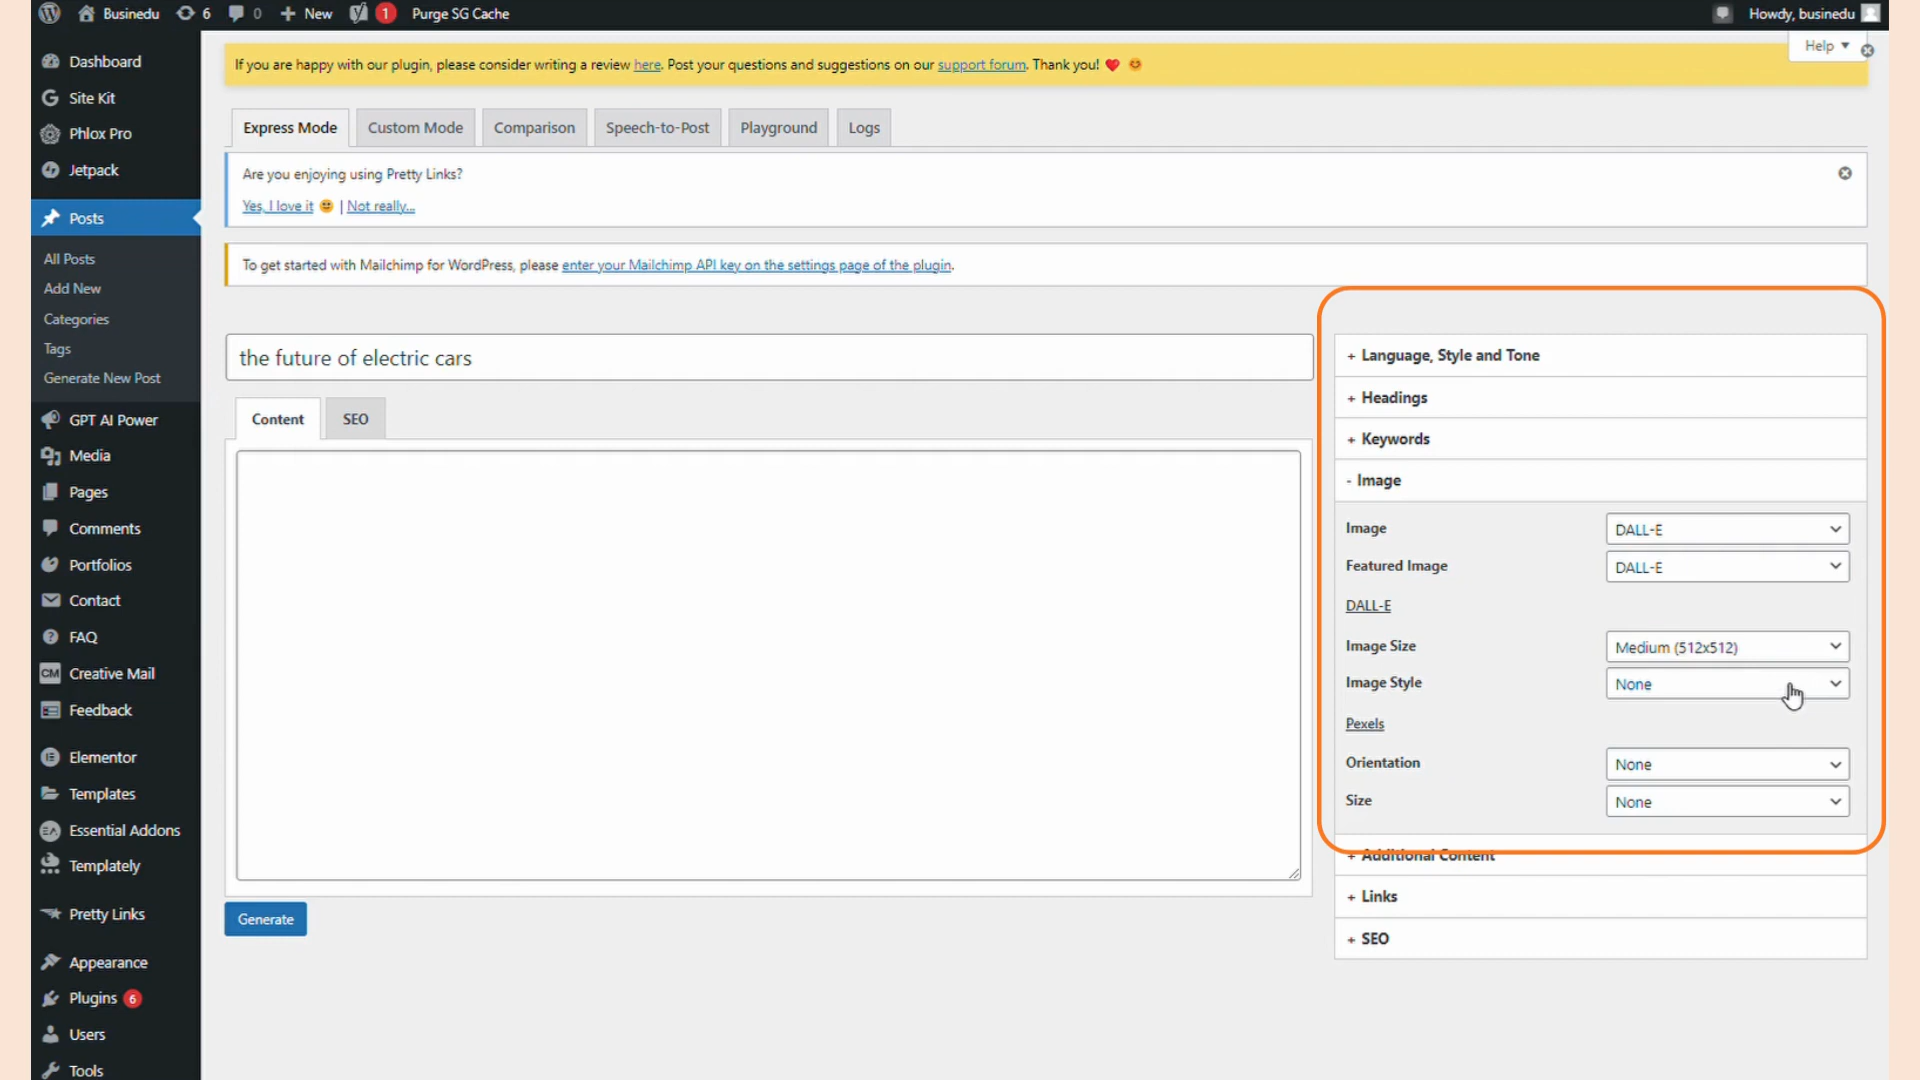 Businedu 6 0 New 1 Purge SG Cache Howdy, businedu
Help
Dashboard
Site Kit
Phlox Pro
Jetpack
Posts
All Posts
Add New
Categories
Tags
Generate New Post
GPT AI Power
Media
Pages
Comments
Portfolios
Contact
FAQ
CM Creative Mail
Feedback
Elementor
Templates
EA Essential Addons
Templately
Pretty Links
Appearance
Plugins 6
Users
Tools
If you are happy with our plugin, please consider writing a review here. Post your questions and suggestions on our support forum. Thank you! ❤ 😊
Express Mode Custom Mode Comparison Speech-to-Post Playground Logs
Are you enjoying using Pretty Links?
Yes, I love it 🙂 | Not really...
To get started with Mailchimp for WordPress, please enter your Mailchimp API key on the settings page of the plugin.
the future of electric cars
Content SEO
Generate
+ Language, Style and Tone
+ Headings
+ Keywords
- Image
Image DALL-E
Featured Image DALL-E
DALL-E
Image Size Medium (512x512)
Image Style None
Pexels
Orientation None
Size None
+ Additional Content
+ Links
+ SEO